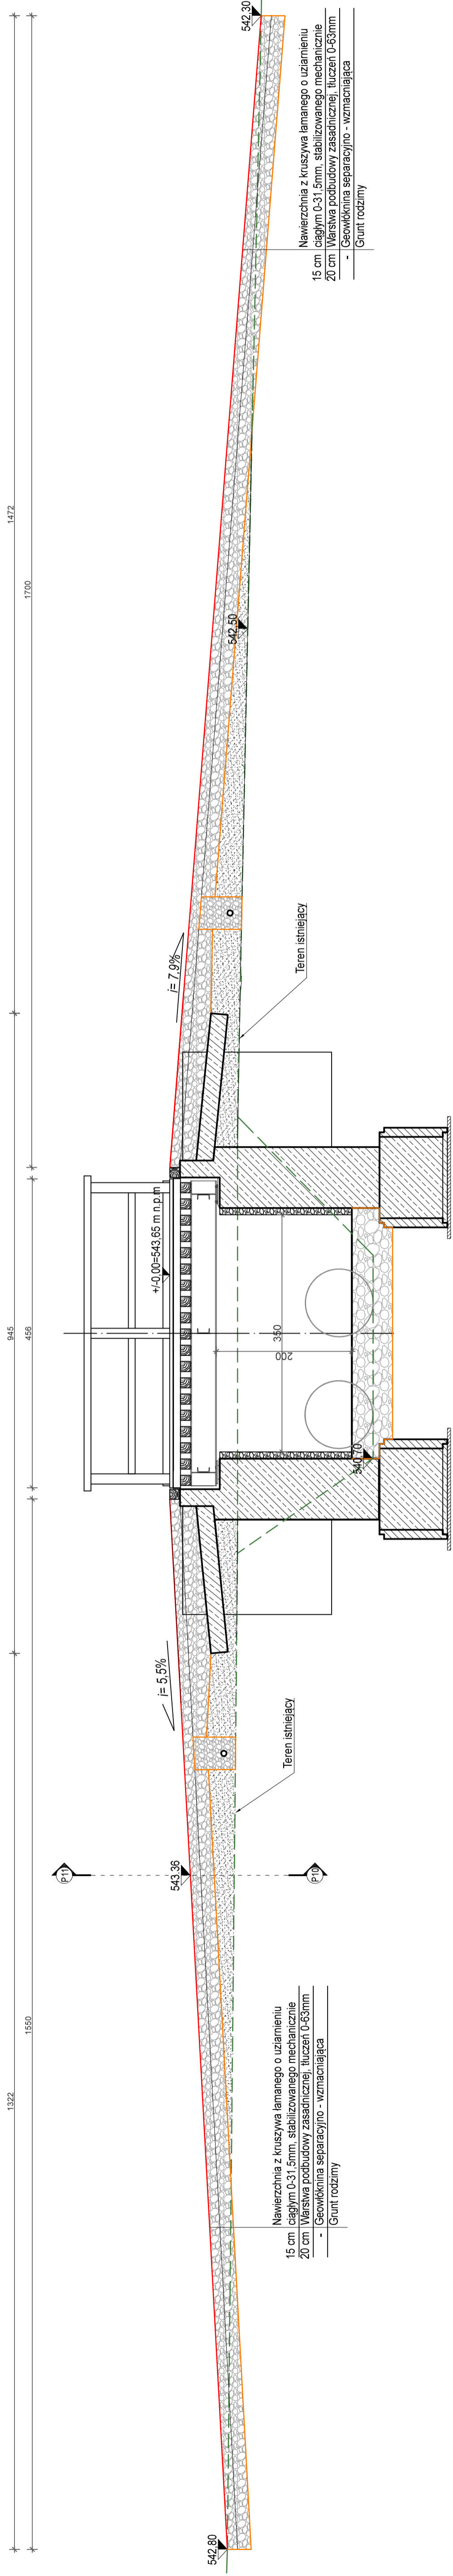 1322
945
1472
1550
456
1700
542,80
Nawierzchnia z kruszywa łamanego o uziarnieniu
15 cm ciągłym 0-31,5mm, stabilizowanego mechanicznie
20 cm Warstwa podbudowy zasadniczej, tłuczeń 0-63mm
- Geowłóknina separacyjno - wzmacniająca
Grunt rodzimy
P11
543,36
P10
i= 5,5%
Teren istniejący
+/-0,00=543,65 m n.p.m
350
200
540,70
i= 7,9%
Teren istniejący
542,50
Nawierzchnia z kruszywa łamanego o uziarnieniu
15 cm ciągłym 0-31,5mm, stabilizowanego mechanicznie
20 cm Warstwa podbudowy zasadniczej, tłuczeń 0-63mm
- Geowłóknina separacyjno - wzmacniająca
Grunt rodzimy
542,30